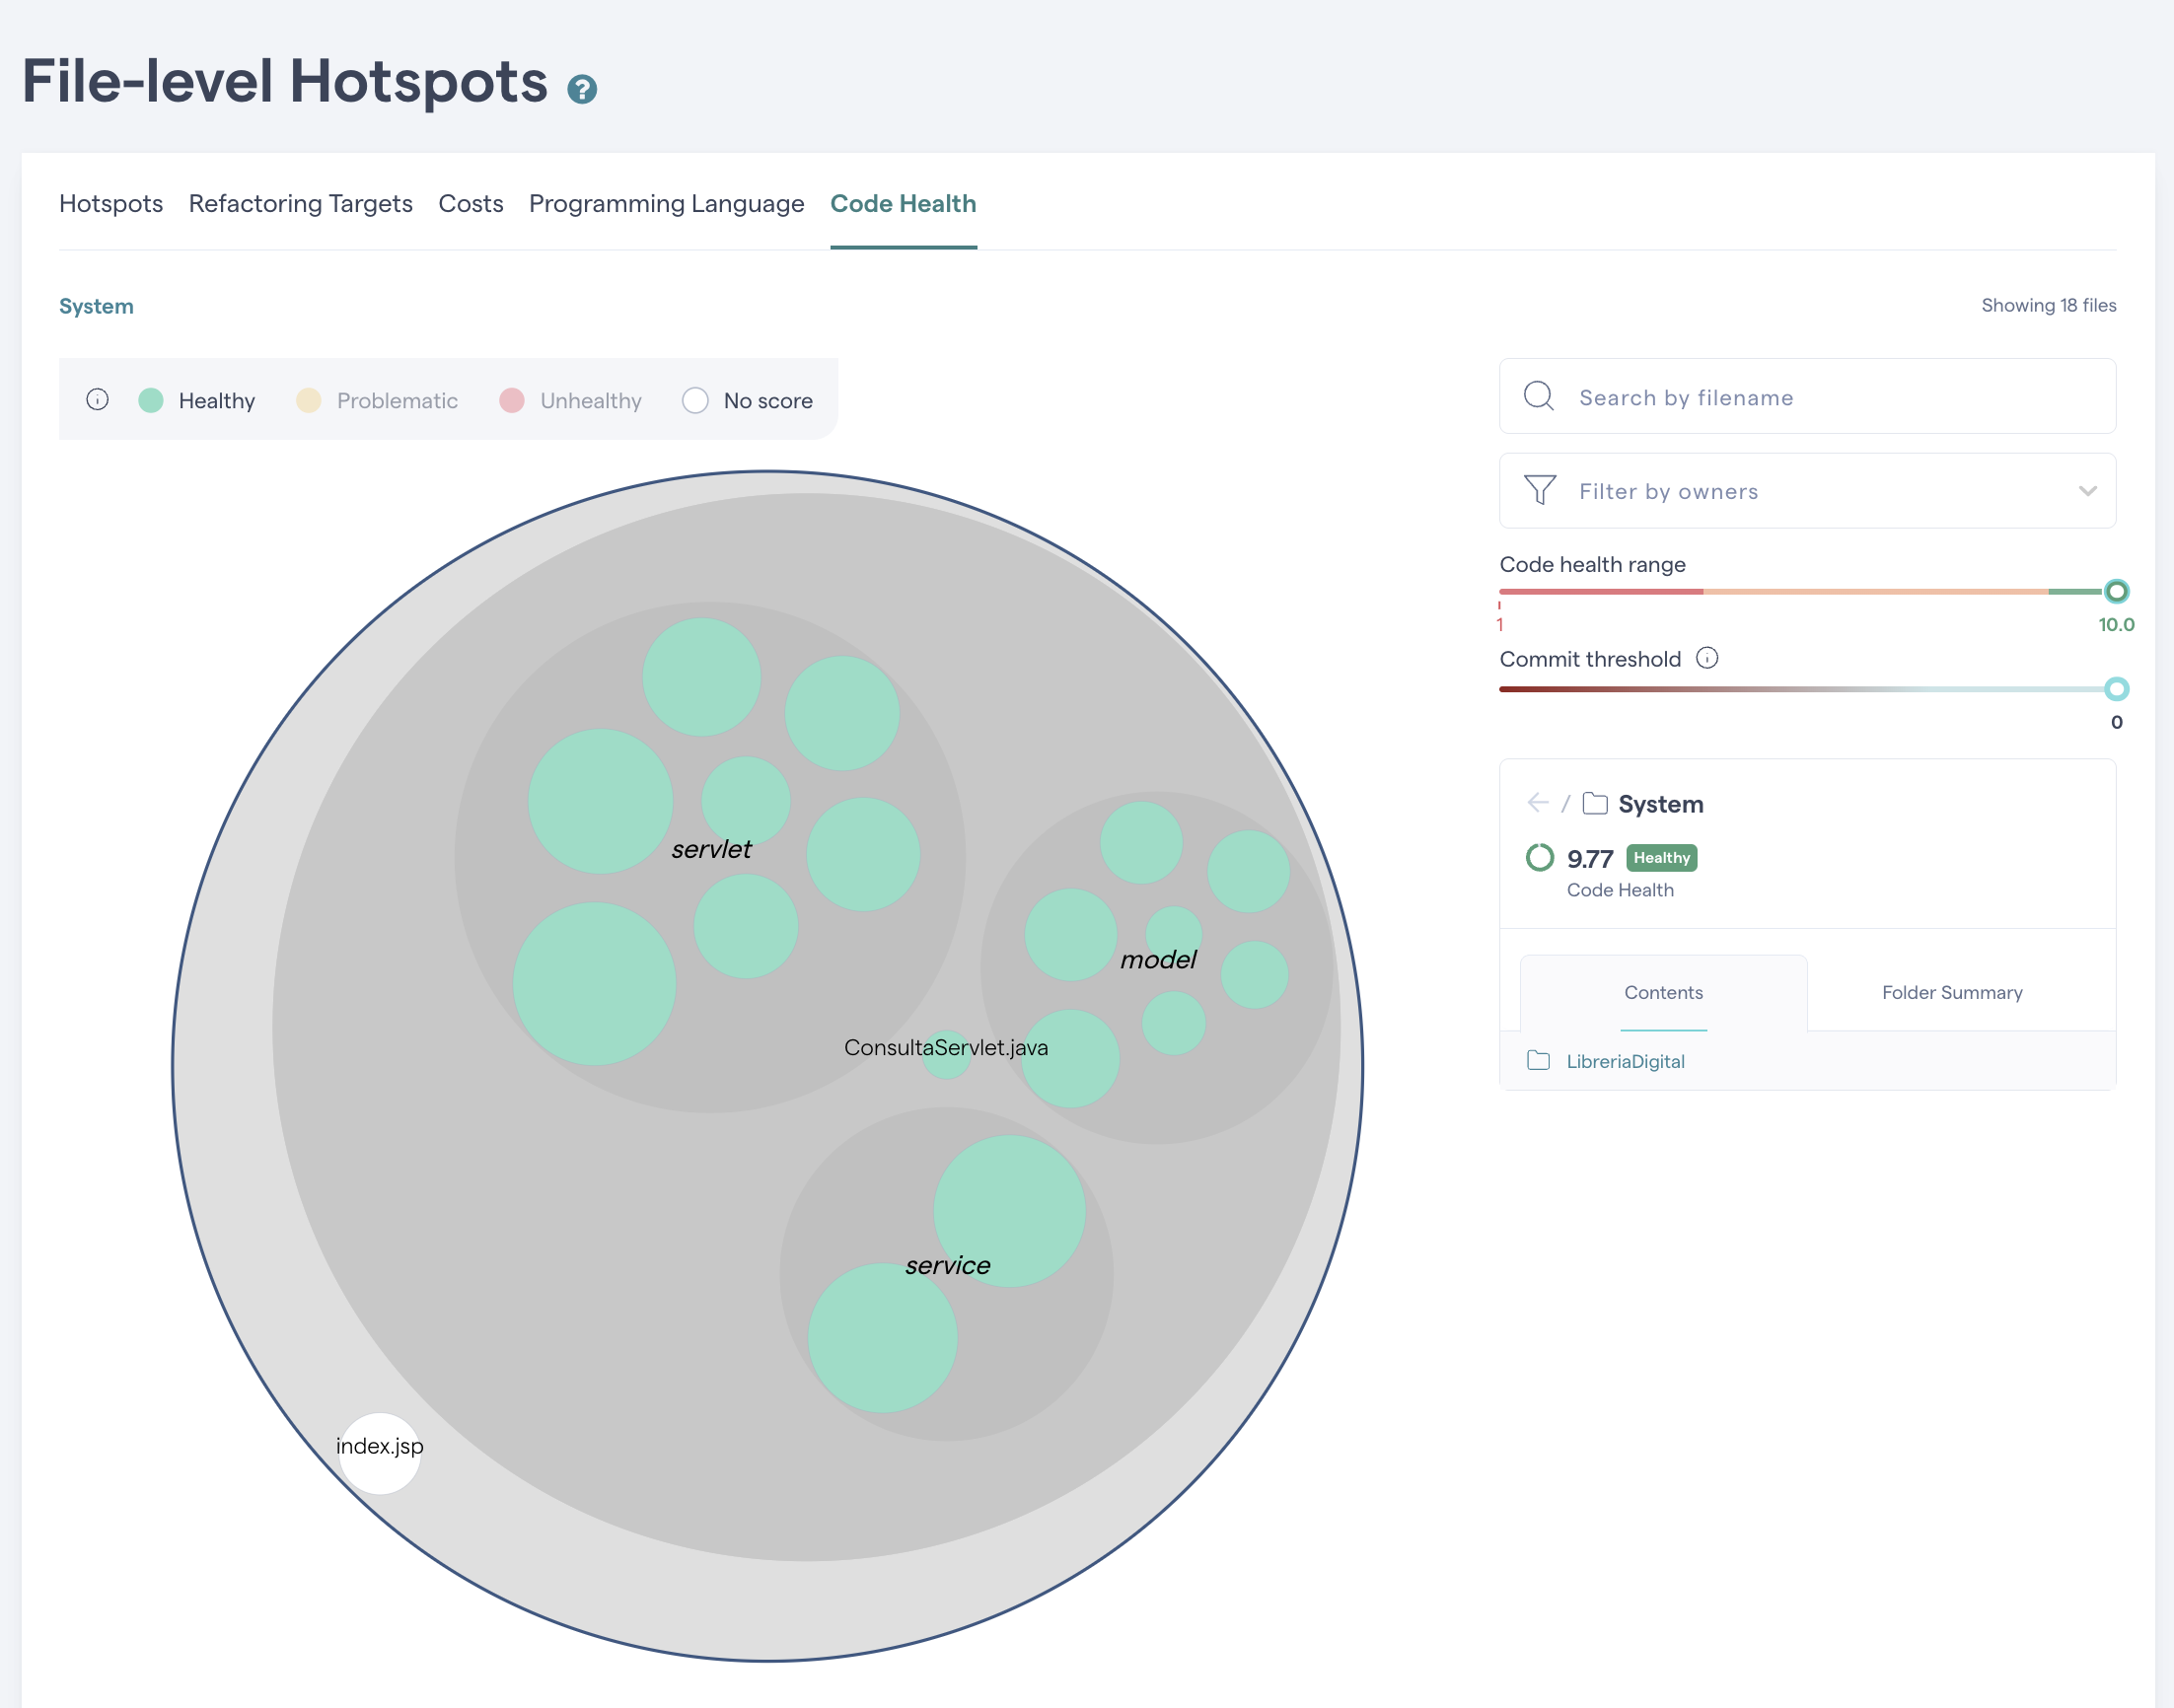 File-level Hotspots ?
Hotspots Refactoring Targets Costs Programming Language Code Health
System
Showing 18 files
Healthy Problematic Unhealthy No score
Search by filename
Filter by owners
Code health range
1 10.0
Commit threshold
0
servlet
model
ConsultaServlet.java
service
index.jsp
/ System
9.77 Healthy
Code Health
Contents Folder Summary
LibreriaDigital